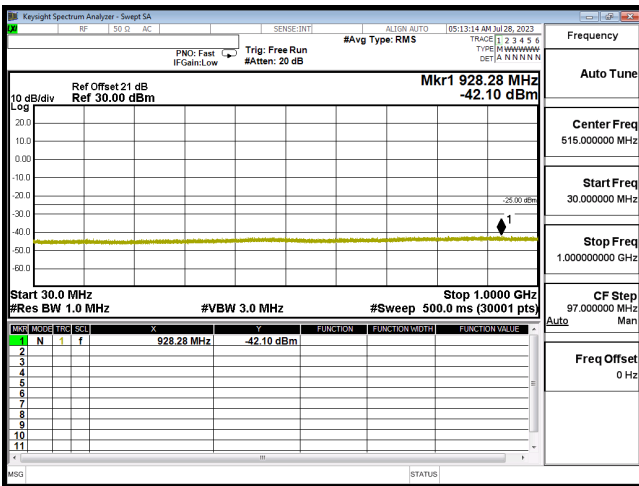 Keysight Spectrum Analyzer - Swept SA
RF 50 Ω AC SENSE:INT ALIGN AUTO 05:13:14 AM Jul 28, 2023
Frequency
#Avg Type: RMS TRACE 1 2 3 4 5 6
PNO: Fast Trig: Free Run TYPE M W W W W W
IFGain:Low #Atten: 20 dB DET A N N N N N
Auto Tune
Ref Offset 21 dB Mkr1 928.28 MHz
10 dB/div Ref 30.00 dBm -42.10 dBm
Log
20.0
10.0
0.00
-10.0
-20.0
-25.00 dBm
-30.0
1
-40.0
-50.0
-60.0
Center Freq
515.000000 MHz
Start Freq
30.000000 MHz
Stop Freq
1.000000000 GHz
Start 30.0 MHz Stop 1.0000 GHz
#Res BW 1.0 MHz #VBW 3.0 MHz #Sweep 500.0 ms (30001 pts)
CF Step
97.000000 MHz
Auto Man
MKR MODE TRC SCL X Y FUNCTION FUNCTION WIDTH FUNCTION VALUE
1 N 1 f 928.28 MHz -42.10 dBm
2
3
4
5
6
7
8
9
10
11
Freq Offset
0 Hz
MSG STATUS